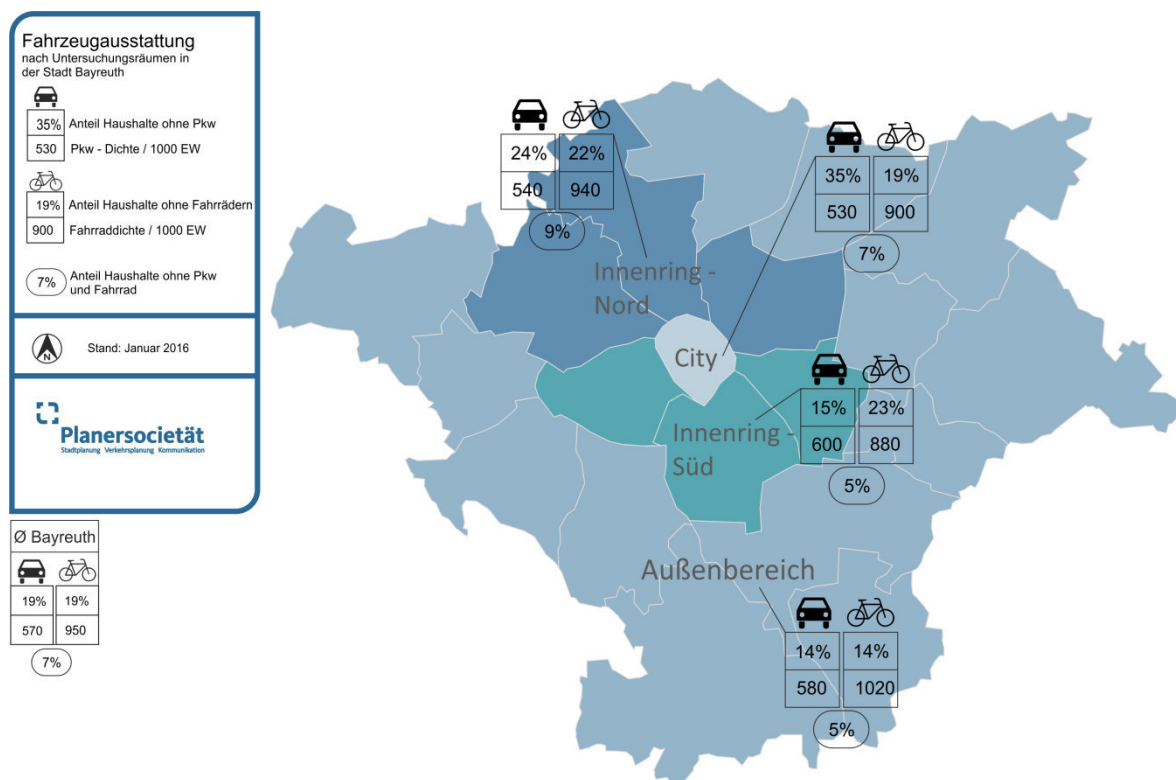 Fahrzeugausstattung
nach Untersuchungsräumen in
der Stadt Bayreuth
35% Anteil Haushalte ohne Pkw
530 Pkw - Dichte / 1000 EW
19% Anteil Haushalte ohne Fahrrädern
900 Fahrraddichte / 1000 EW
7% Anteil Haushalte ohne Pkw
und Fahrrad
N Stand: Januar 2016
Planersocietät
Stadtplanung Verkehrsplanung Kommunikation
Ø Bayreuth
19% 19%
570 950
7%
24% 22%
540 940
9%
Innenring -
Nord
35% 19%
530 900
7%
City
15% 23%
600 880
5%
Innenring -
Süd
Außenbereich
14% 14%
580 1020
5%